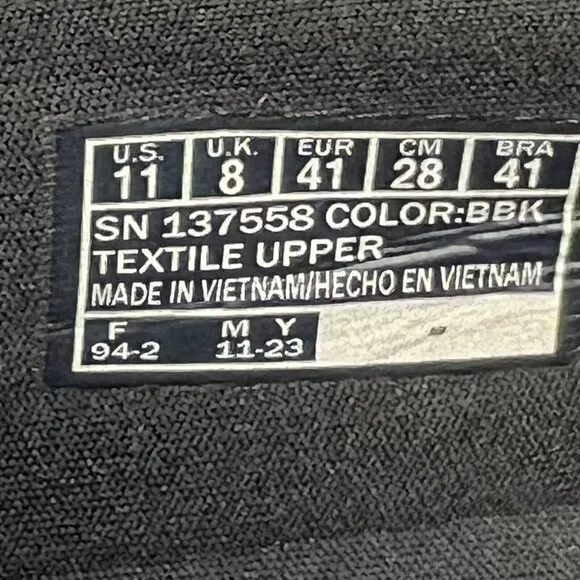 U.S. U.K. EUR CM BRA
11 8 41 28 41
SN 137558 COLOR:BBK
TEXTILE UPPER
MADE IN VIETNAM/HECHO EN VIETNAM
F M Y
94-2 11-23